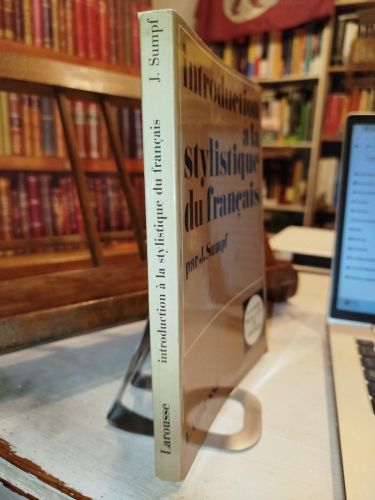 J. Sumpf
introduction à la stylistique du français
Larousse
introduction
à la
stylistique
du français
par J. Sumpf